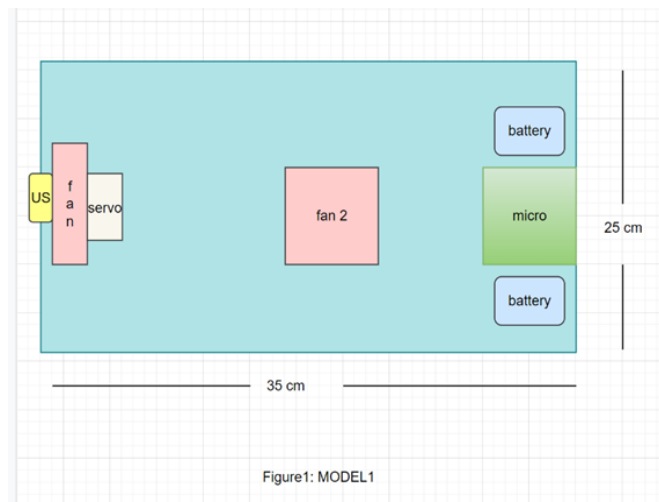 battery
US
f
a
n
servo
fan 2
micro
25 cm
battery
35 cm
Figure1: MODEL1